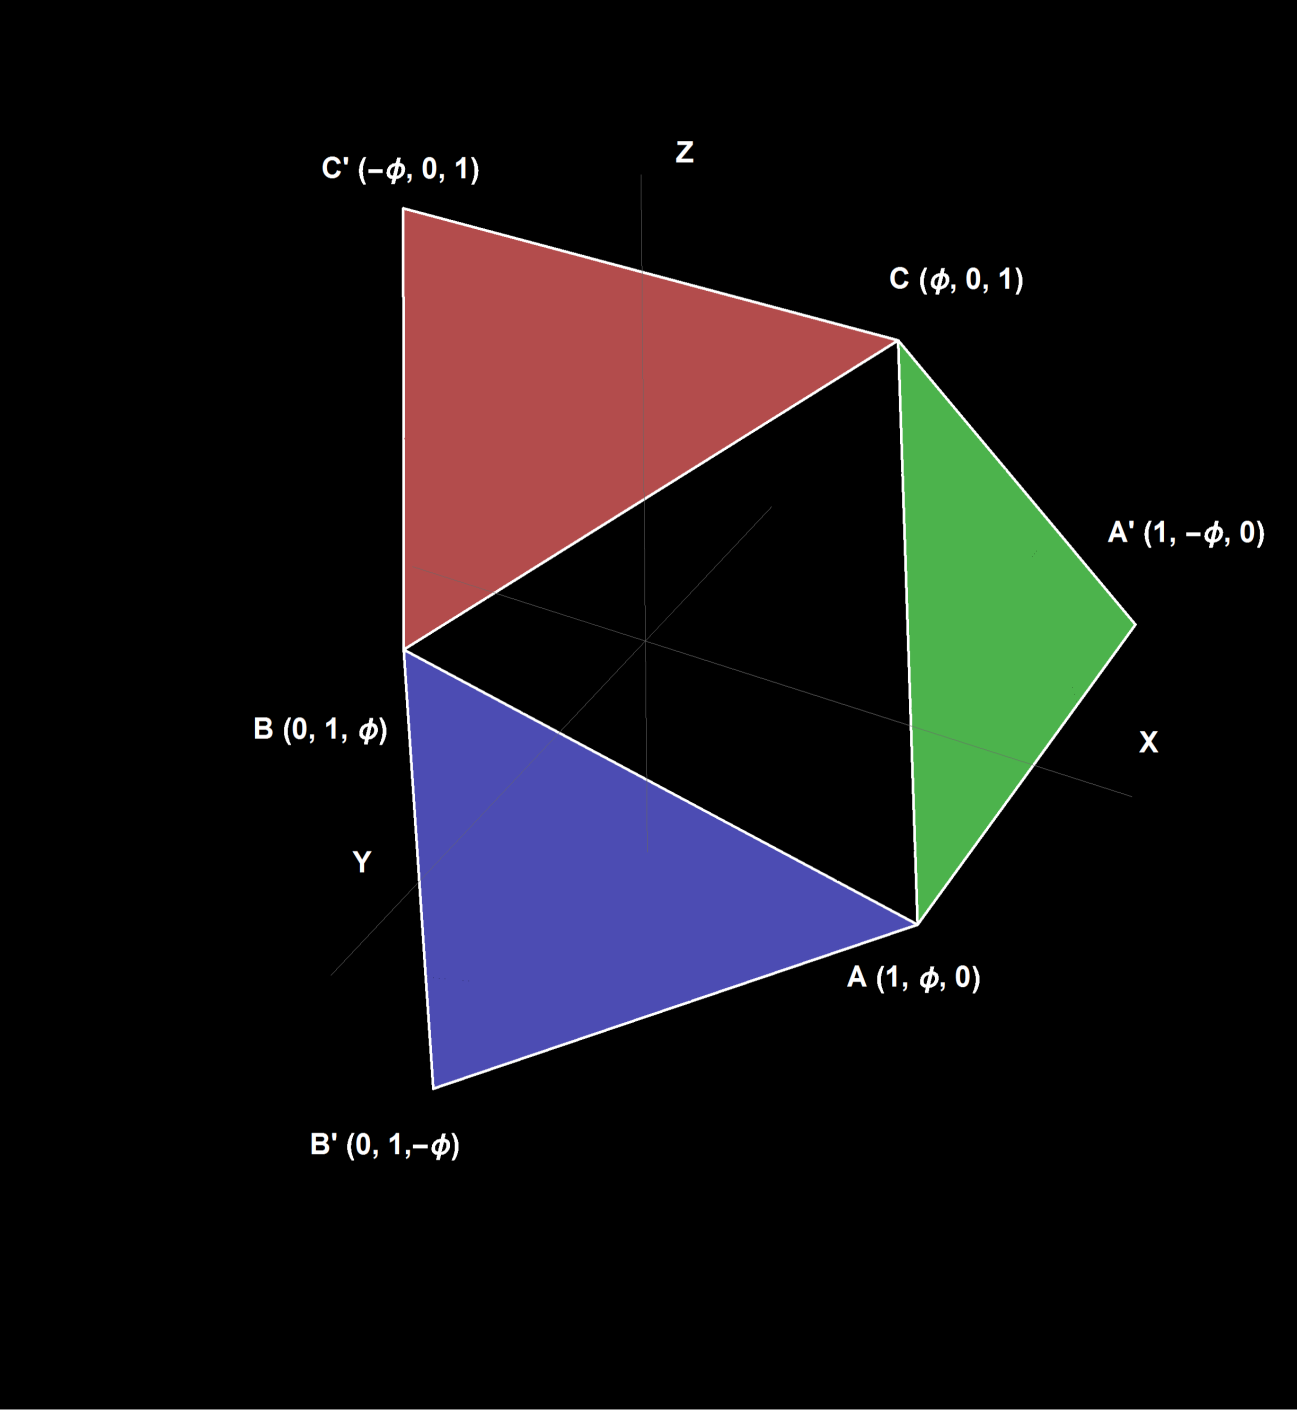 Z
C' (−ϕ, 0, 1)
C (ϕ, 0, 1)
A' (1, −ϕ, 0)
B (0, 1, ϕ)
X
Y
A (1, ϕ, 0)
B' (0, 1,−ϕ)